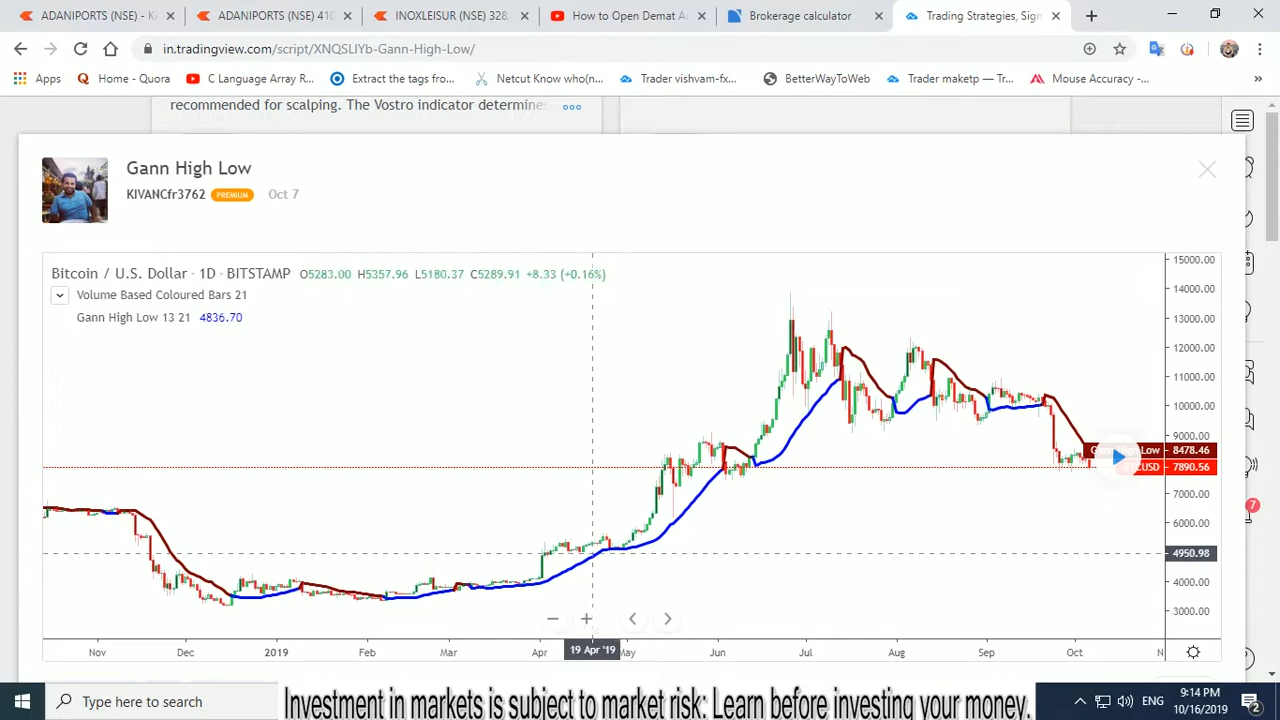 ADANIPORTS (NSE) - K
ADANIPORTS (NSE) 410
INOXLEISUR (NSE) 328.
How to Open Demat Ac
Brokerage calculator
Trading Strategies, Sign
in.tradingview.com/script/XNQSLIYb-Gann-High-Low/
Apps
Home - Quora
C Language Array R...
Extract the tags from...
Netcut Know who(n...
Trader vishvam-fx...
BetterWayToWeb
Trader maketp — Tr...
Mouse Accuracy -...
»
recommended for scalping. The Vostro indicator determines
Gann High Low
KIVANCfr3762 PREMIUM Oct 7
Bitcoin / U.S. Dollar · 1D · BITSTAMP O5283.00 H5357.96 L5180.37 C5289.91 +8.33 (+0.16%)
Volume Based Coloured Bars 21
Gann High Low 13 21 4836.70
15000.00
14000.00
13000.00
12000.00
11000.00
10000.00
9000.00
Low 8478.46
USD 7890.56
7000.00
6000.00
4950.98
4000.00
3000.00
7
Nov Dec 2019 Feb Mar Apr 19 Apr '19 May Jun Jul Aug Sep Oct N
Type here to search
Investment in markets is subject to market risk: Learn before investing your money.
ENG
9:14 PM
10/16/2019
2